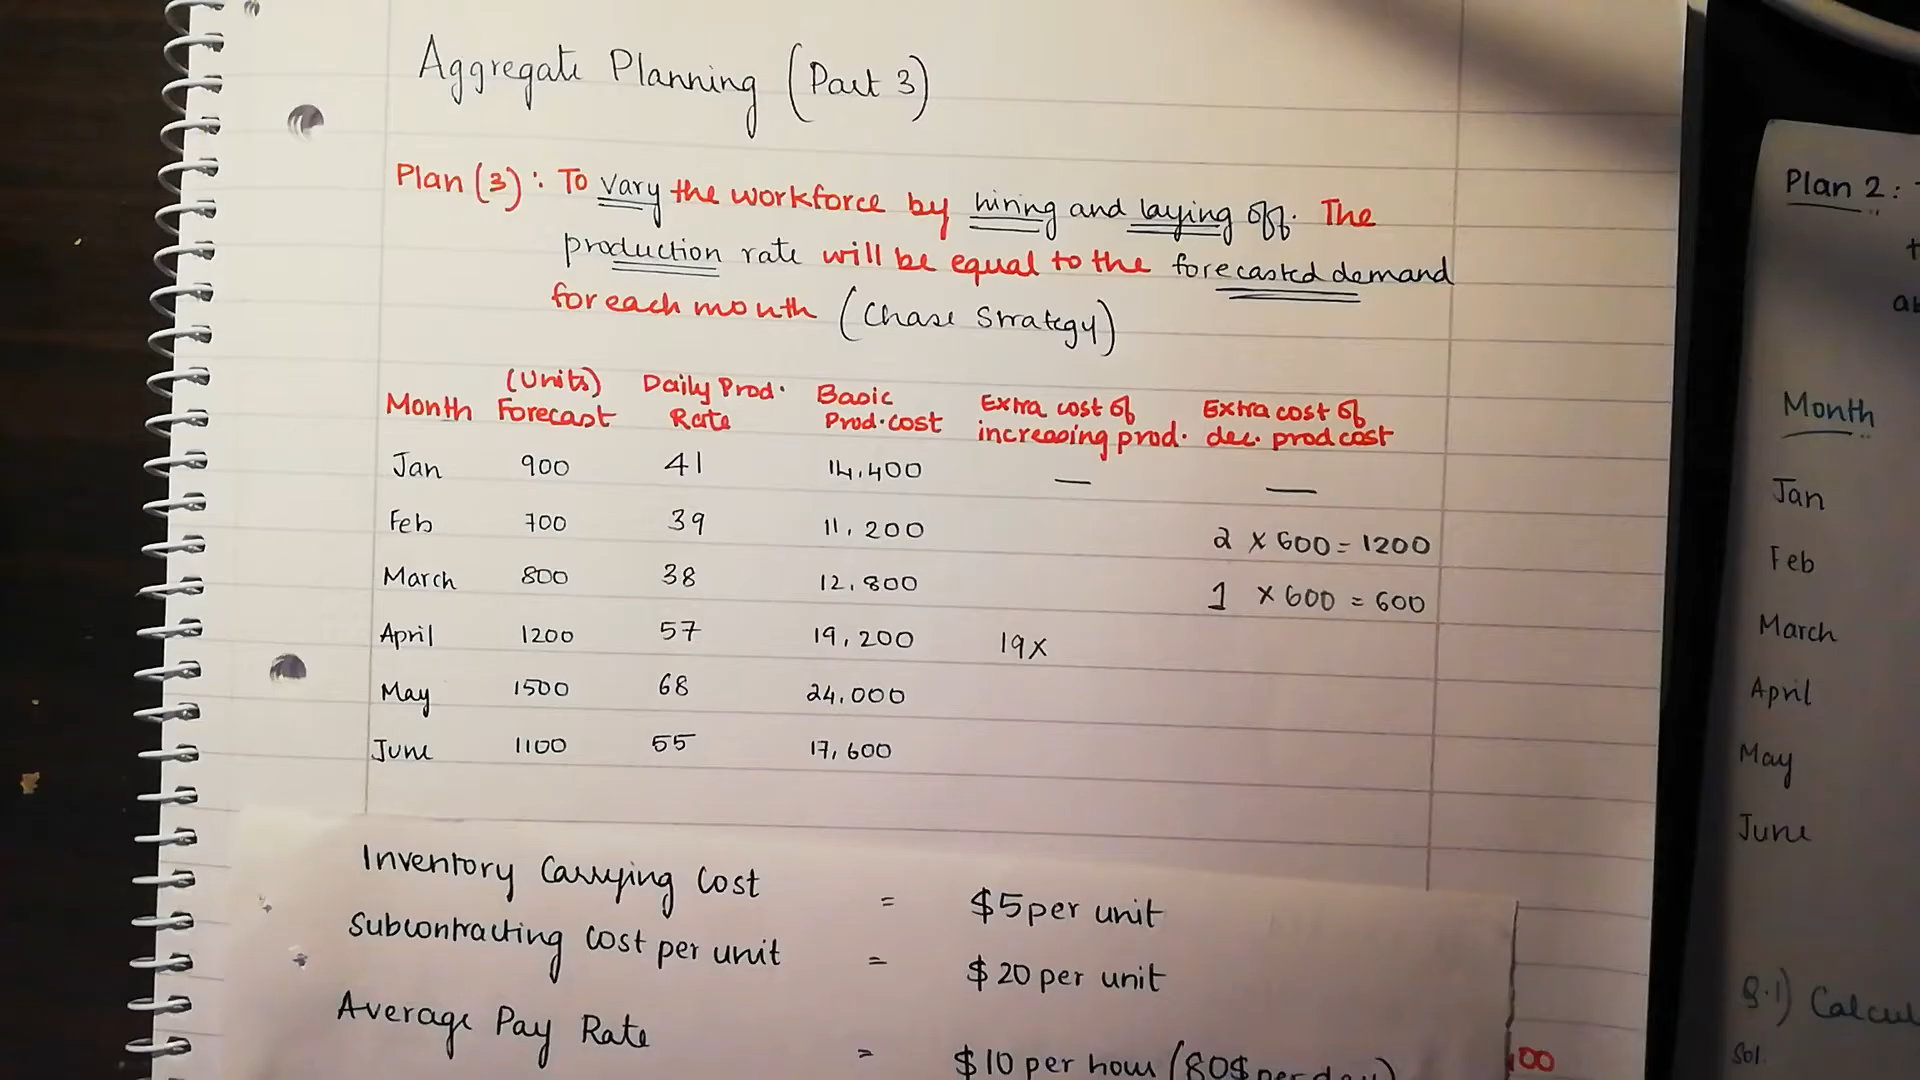 Aggregate Planning (Part 3)
Plan (3): To vary the workforce by hiring and laying off. The
production rate will be equal to the forecasted demand
for each month (Chase Strategy)
Month (Units) Forecast Daily Prod. Rate Basic Prod. cost Extra cost of increasing prod. Extra cost of dec. prod cost
Jan 900 41 14,400 — —
Feb 700 39 11,200 2 x 600 = 1200
March 800 38 12,800 1 x 600 = 600
April 1200 57 19,200 19x
May 1500 68 24,000
June 1100 55 17,600
Inventory Carrying Cost = $5 per unit
Subcontracting cost per unit = $20 per unit
Average Pay Rate = $10 per hour (80$ per day)
00
Plan 2:
Month
Jan
Feb
March
April
May
June
Q.1) Calcul
Sol.